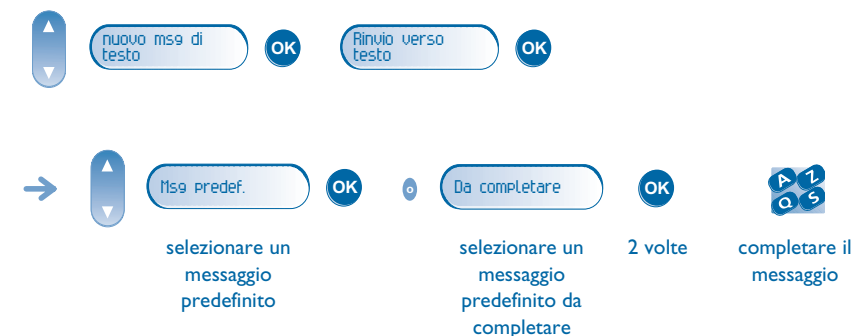 nuovo msg di
testo
OK
Rinvio verso
testo
OK
Msg predef.
OK
o
Da completare
OK
A Z
Q S
selezionare un
messaggio
predefinito
selezionare un
messaggio
predefinito da
completare
2 volte
completare il
messaggio